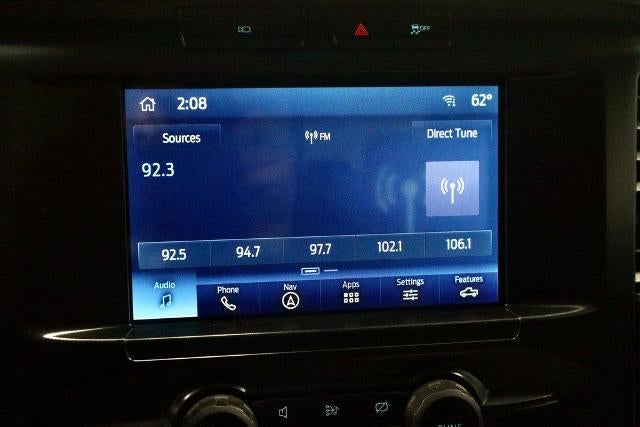 OFF
2:08
62°
Sources
FM
Direct Tune
92.3
92.5 94.7 97.7 102.1 106.1
Audio Phone Nav Apps Settings Features
TUNE